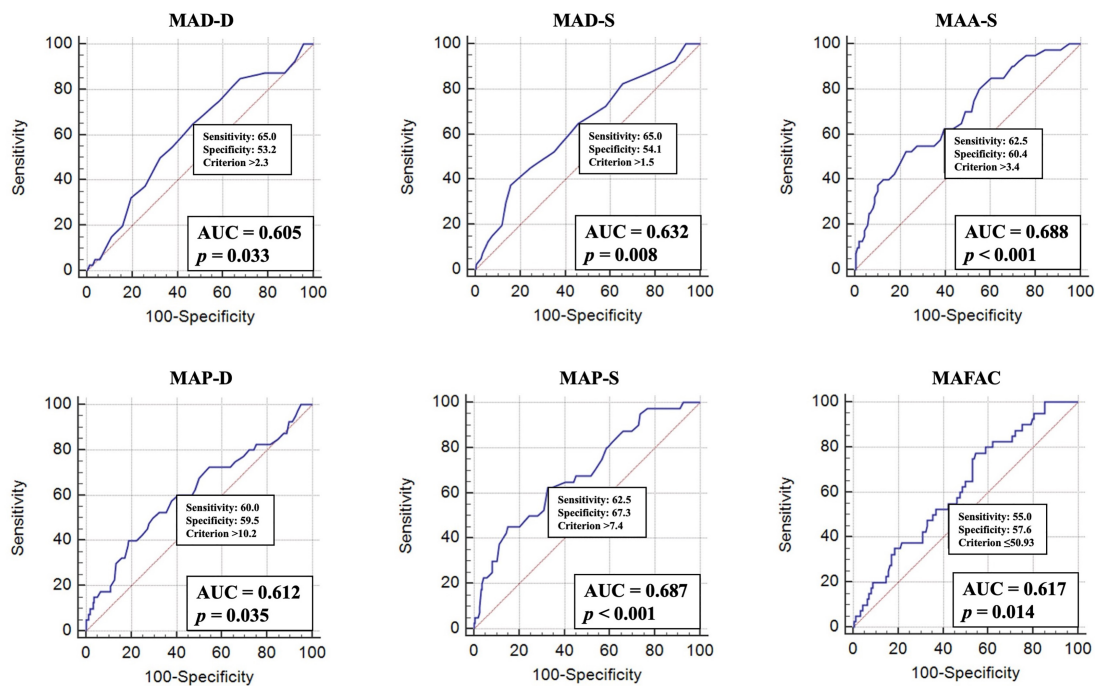 MAD-D
100
80
60
40
20
0
Sensitivity
Sensitivity: 65.0
Specificity: 53.2
Criterion >2.3
AUC = 0.605
p = 0.033
0 20 40 60 80 100
100-Specificity
MAD-S
100
80
60
40
20
0
Sensitivity
Sensitivity: 65.0
Specificity: 54.1
Criterion >1.5
AUC = 0.632
p = 0.008
0 20 40 60 80 100
100-Specificity
MAA-S
100
80
60
40
20
0
Sensitivity
Sensitivity: 62.5
Specificity: 60.4
Criterion >3.4
AUC = 0.688
p < 0.001
0 20 40 60 80 100
100-Specificity
MAP-D
100
80
60
40
20
0
Sensitivity
Sensitivity: 60.0
Specificity: 59.5
Criterion >10.2
AUC = 0.612
p = 0.035
0 20 40 60 80 100
100-Specificity
MAP-S
100
80
60
40
20
0
Sensitivity
Sensitivity: 62.5
Specificity: 67.3
Criterion >7.4
AUC = 0.687
p < 0.001
0 20 40 60 80 100
100-Specificity
MAFAC
100
80
60
40
20
0
Sensitivity
Sensitivity: 55.0
Specificity: 57.6
Criterion ≤50.93
AUC = 0.617
p = 0.014
0 20 40 60 80 100
100-Specificity